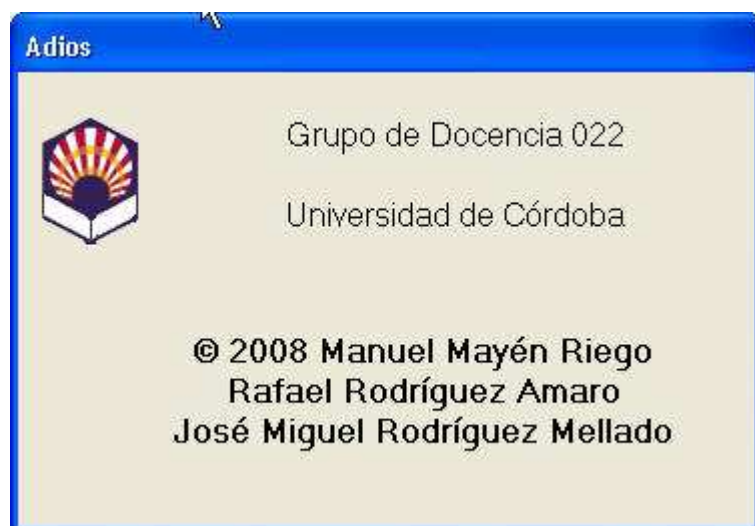 Adios
Grupo de Docencia 022
Universidad de Córdoba
© 2008 Manuel Mayén Riego
Rafael Rodríguez Amaro
José Miguel Rodríguez Mellado